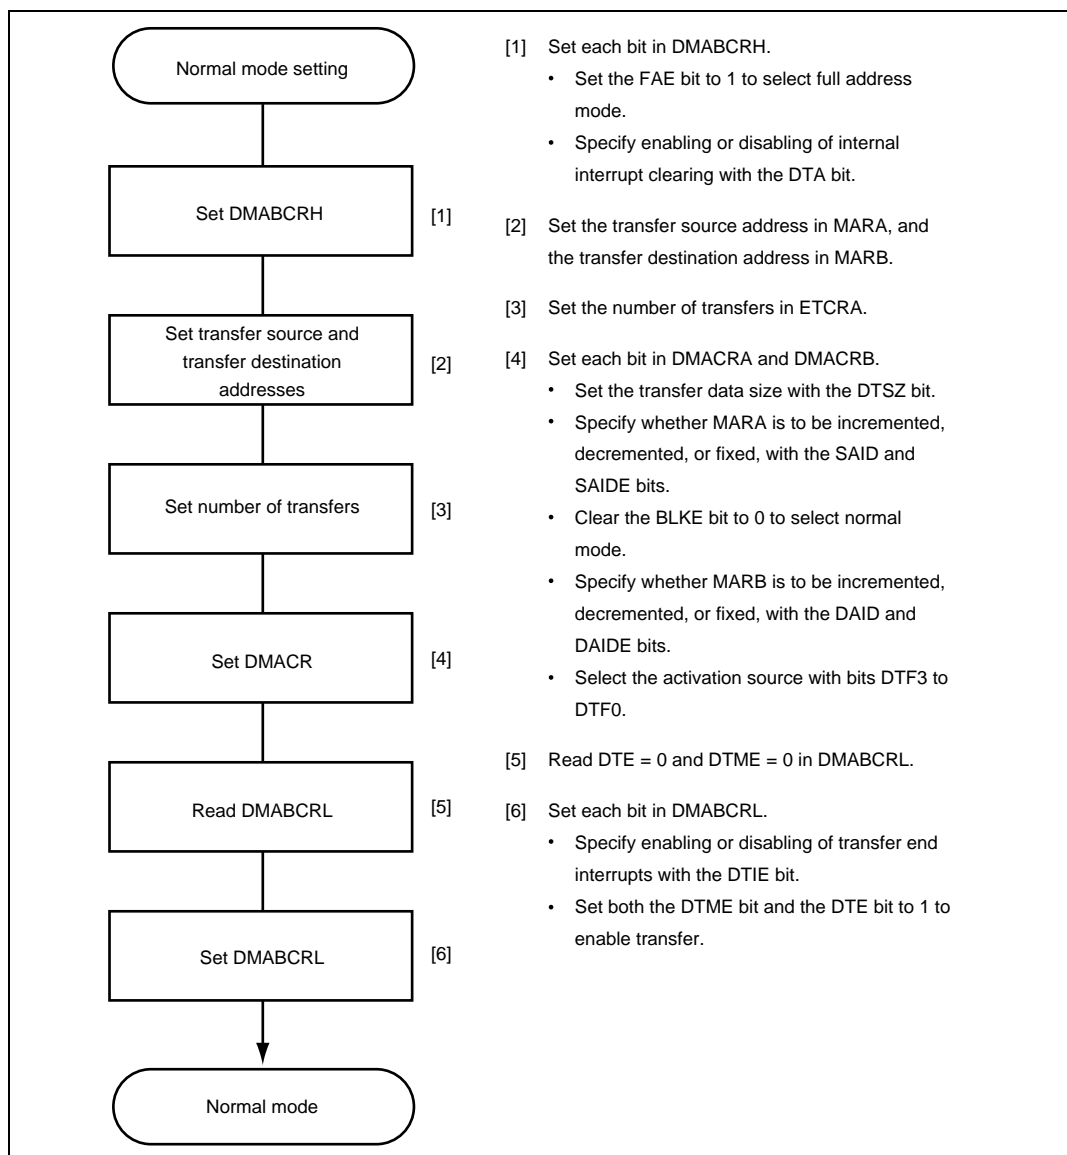 Normal mode setting
Set DMABCRH
[1]
Set transfer source and
transfer destination
addresses
[2]
Set number of transfers
[3]
Set DMACR
[4]
Read DMABCRL
[5]
Set DMABCRL
[6]
Normal mode
[1] Set each bit in DMABCRH.
• Set the FAE bit to 1 to select full address
mode.
• Specify enabling or disabling of internal
interrupt clearing with the DTA bit.
[2] Set the transfer source address in MARA, and
the transfer destination address in MARB.
[3] Set the number of transfers in ETCRA.
[4] Set each bit in DMACRA and DMACRB.
• Set the transfer data size with the DTSZ bit.
• Specify whether MARA is to be incremented,
decremented, or fixed, with the SAID and
SAIDE bits.
• Clear the BLKE bit to 0 to select normal
mode.
• Specify whether MARB is to be incremented,
decremented, or fixed, with the DAID and
DAIDE bits.
• Select the activation source with bits DTF3 to
DTF0.
[5] Read DTE = 0 and DTME = 0 in DMABCRL.
[6] Set each bit in DMABCRL.
• Specify enabling or disabling of transfer end
interrupts with the DTIE bit.
• Set both the DTME bit and the DTE bit to 1 to
enable transfer.